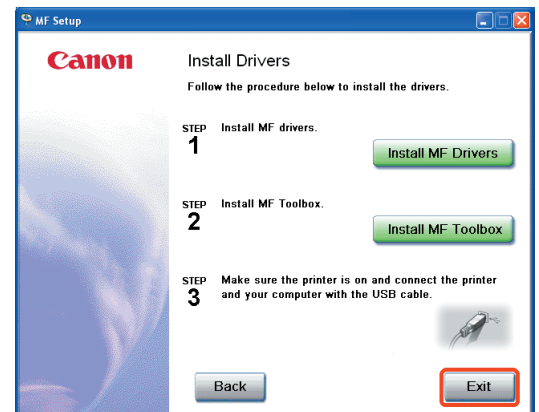 MF Setup
Canon
Install Drivers
Follow the procedure below to install the drivers.
STEP 1
Install MF drivers.
Install MF Drivers
STEP 2
Install MF Toolbox.
Install MF Toolbox
STEP 3
Make sure the printer is on and connect the printer
and your computer with the USB cable.
Back
Exit